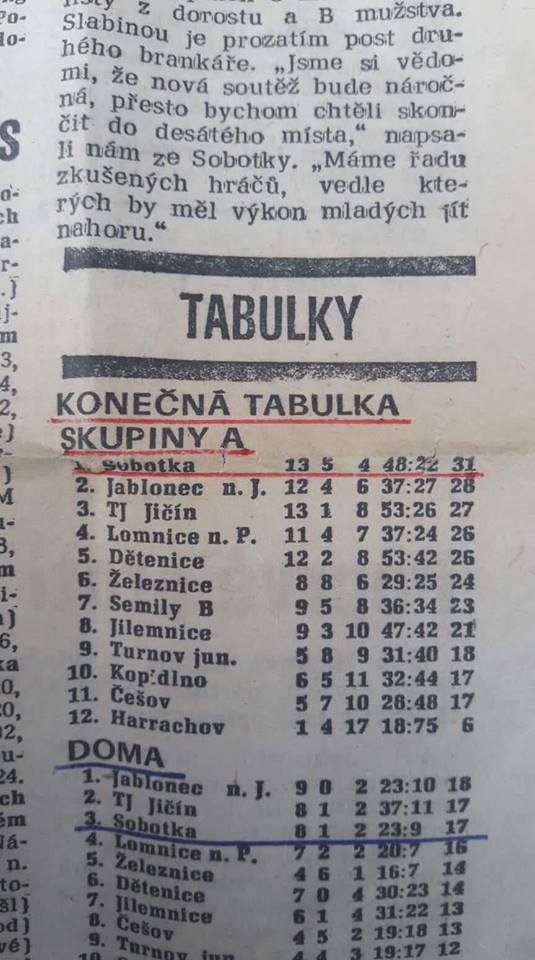 z dorostu a B mužstva.
Slabinou je prozatím post dru-
hého brankáře. „Jsme si vědo-
mi, že nová soutěž bude nároč-
ná, přesto bychom chtěli skon-
čit do desátého místa,“ napsa-
li nám ze Sobotky. „Máme řadu
zkušených hráčů, vedle kte-
rých by měl výkon mladých jít
nahoru.“
TABULKY
KONEČNÁ TABULKA
SKUPINY A
1. Sobotka 13 5 4 48:22 31
2. Jablonec n. J. 12 4 6 37:27 28
3. TJ Jičín 13 1 8 53:26 27
4. Lomnice n. P. 11 4 7 37:24 26
5. Dětenice 12 2 8 53:42 26
6. Železnice 8 8 6 29:25 24
7. Semily B 9 5 8 36:34 23
8. Jilemnice 9 3 10 47:42 21
9. Turnov jun. 5 8 9 31:40 18
10. Kopidlno 6 5 11 32:44 17
11. Češov 5 7 10 28:48 17
12. Harrachov 1 4 17 18:75 6
DOMA
1. Jablonec n. J. 9 0 2 23:10 18
2. TJ Jičín 8 1 2 37:11 17
3. Sobotka 8 1 2 23:9 17
4. Lomnice n. P. 7 2 2 20:7 16
5. Železnice 4 6 1 16:7 14
6. Dětenice 7 0 4 30:23 14
7. Jilemnice 6 1 4 31:22 13
8. Češov 4 5 2 19:18 13
9. Turnov jun 4 4 3 19:17 12